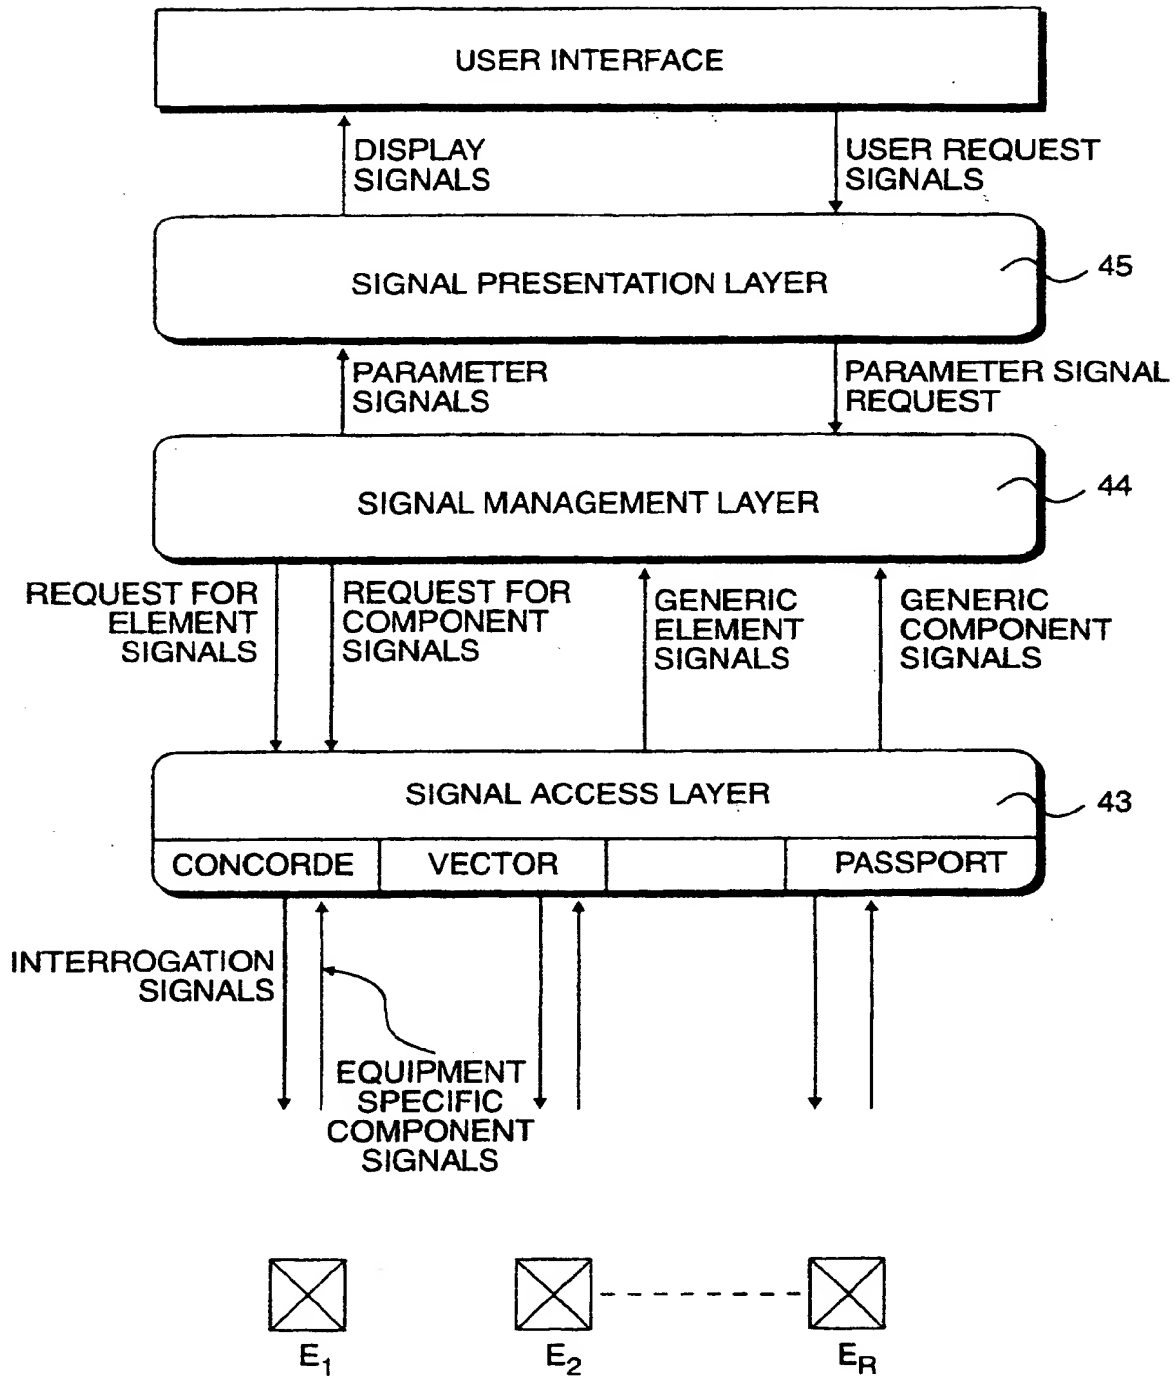 USER INTERFACE
DISPLAY
SIGNALS
USER REQUEST
SIGNALS
SIGNAL PRESENTATION LAYER
45
PARAMETER
SIGNALS
PARAMETER SIGNAL
REQUEST
SIGNAL MANAGEMENT LAYER
44
REQUEST FOR
ELEMENT
SIGNALS
REQUEST FOR
COMPONENT
SIGNALS
GENERIC
ELEMENT
SIGNALS
GENERIC
COMPONENT
SIGNALS
SIGNAL ACCESS LAYER
43
CONCORDE
VECTOR
PASSPORT
INTERROGATION
SIGNALS
EQUIPMENT
SPECIFIC
COMPONENT
SIGNALS
E1
E2
ER